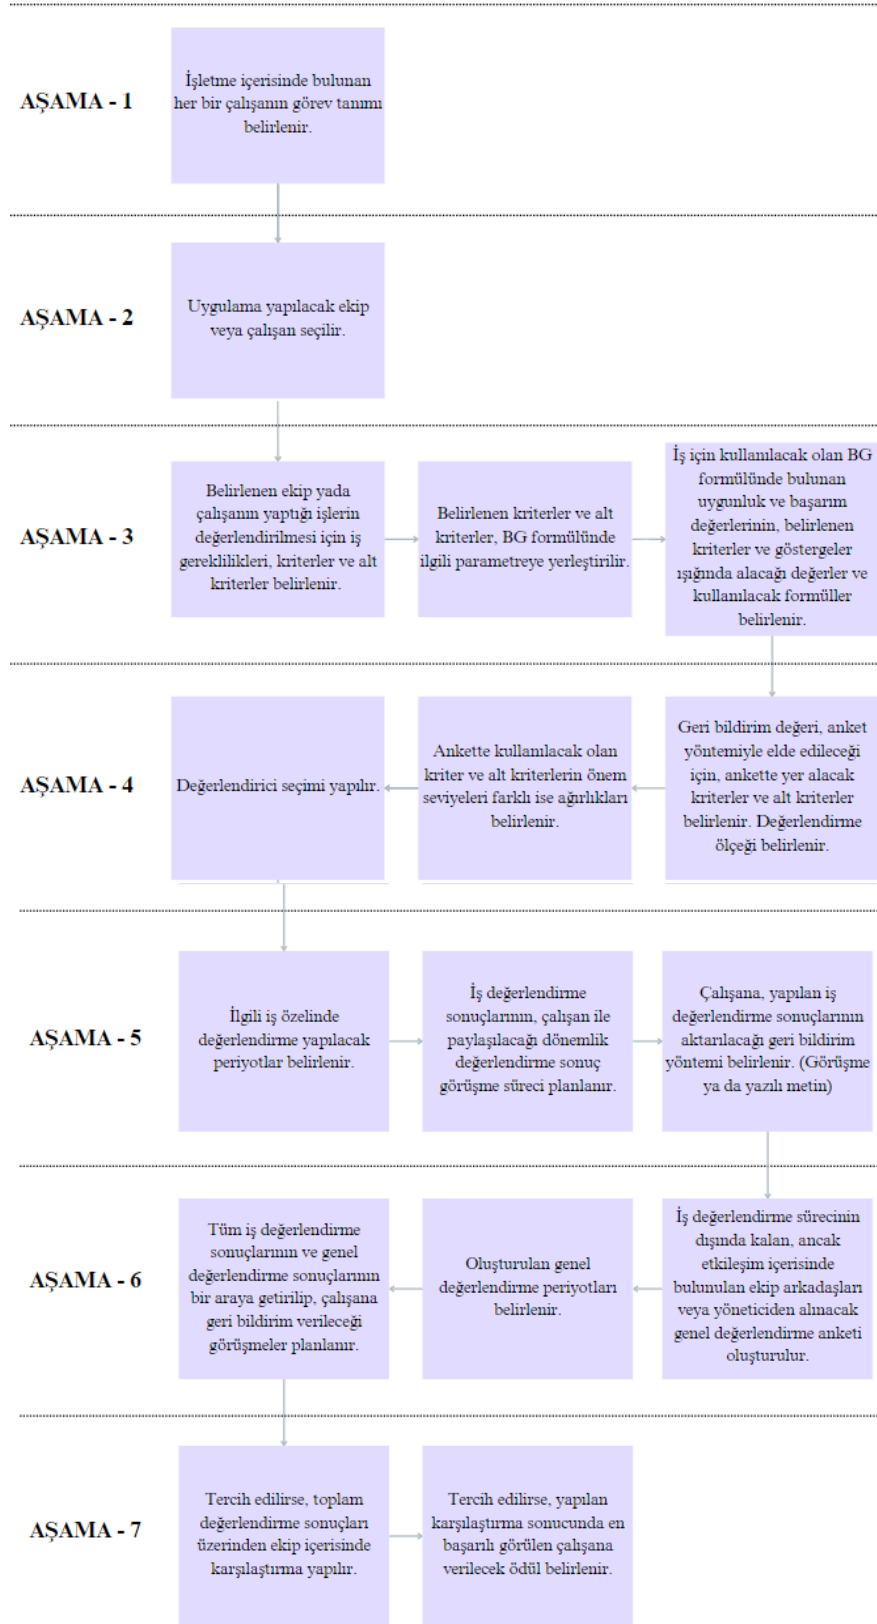 AŞAMA - 1
İşletme içerisinde bulunan
her bir çalışanın görev tanımı
belirlenir.
AŞAMA - 2
Uygulama yapılacak ekip
veya çalışan seçilir.
AŞAMA - 3
Belirlenen ekip yada
çalışanın yaptığı işlerin
değerlendirilmesi için iş
gereklilikleri, kriterler ve alt
kriterler belirlenir.
Belirlenen kriterler ve alt
kriterler, BG formülünde
ilgili parametreye yerleştirilir.
İş için kullanılacak olan BG
formülünde bulunan
uygunluk ve başarım
değerlerinin, belirlenen
kriterler ve göstergeler
ışığında alacağı değerler ve
kullanılacak formüller
belirlenir.
AŞAMA - 4
Değerlendirici seçimi yapılır.
Ankette kullanılacak olan
kriter ve alt kriterlerin önem
seviyeleri farklı ise ağırlıkları
belirlenir.
Geri bildirim değeri, anket
yöntemiyle elde edileceği
için, ankette yer alacak
kriterler ve alt kriterler
belirlenir. Değerlendirme
ölçeği belirlenir.
AŞAMA - 5
İlgili iş özelinde
değerlendirme yapılacak
periyotlar belirlenir.
İş değerlendirme
sonuçlarının, çalışan ile
paylaşılacağı dönemlik
değerlendirme sonuç
görüşme süreci planlanır.
Çalışana, yapılan iş
değerlendirme sonuçlarının
aktarılacağı geri bildirim
yöntemi belirlenir. (Görüşme
ya da yazılı metin)
AŞAMA - 6
Tüm iş değerlendirme
sonuçlarının ve genel
değerlendirme sonuçlarının
bir araya getirilip, çalışana
geri bildirim verileceği
görüşmeler planlanır.
Oluşturulan genel
değerlendirme periyotları
belirlenir.
İş değerlendirme sürecinin
dışında kalan, ancak
etkileşim içerisinde
bulunulan ekip arkadaşları
veya yöneticiden alınacak
genel değerlendirme anketi
oluşturulur.
AŞAMA - 7
Tercih edilirse, toplam
değerlendirme sonuçları
üzerinden ekip içerisinde
karşılaştırma yapılır.
Tercih edilirse, yapılan
karşılaştırma sonucunda en
başarılı görülen çalışana
verilecek ödül belirlenir.